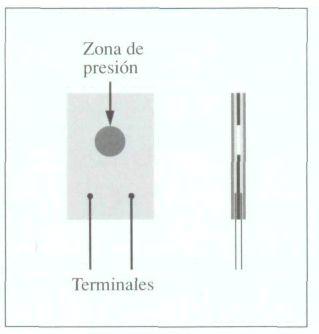 Zona de
presión
Terminales